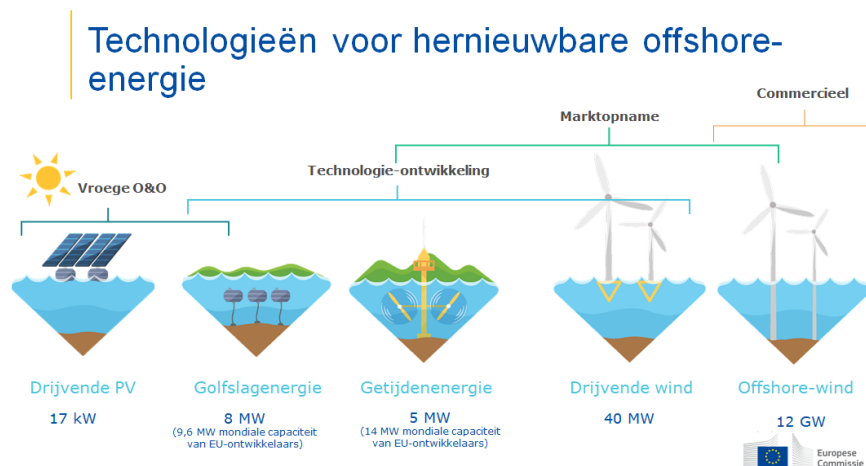 Technologieën voor hernieuwbare offshore-
energie
Commercieel
Marktopname
Technologie-ontwikkeling
Vroege O&O
Drijvende PV
Golfslagenergie
Getijdenenergie
Drijvende wind
Offshore-wind
17 kW
8 MW
(9,6 MW mondiale capaciteit
van EU-ontwikkelaars)
5 MW
(14 MW mondiale capaciteit
van EU-ontwikkelaars)
40 MW
12 GW
Europese
Commissie